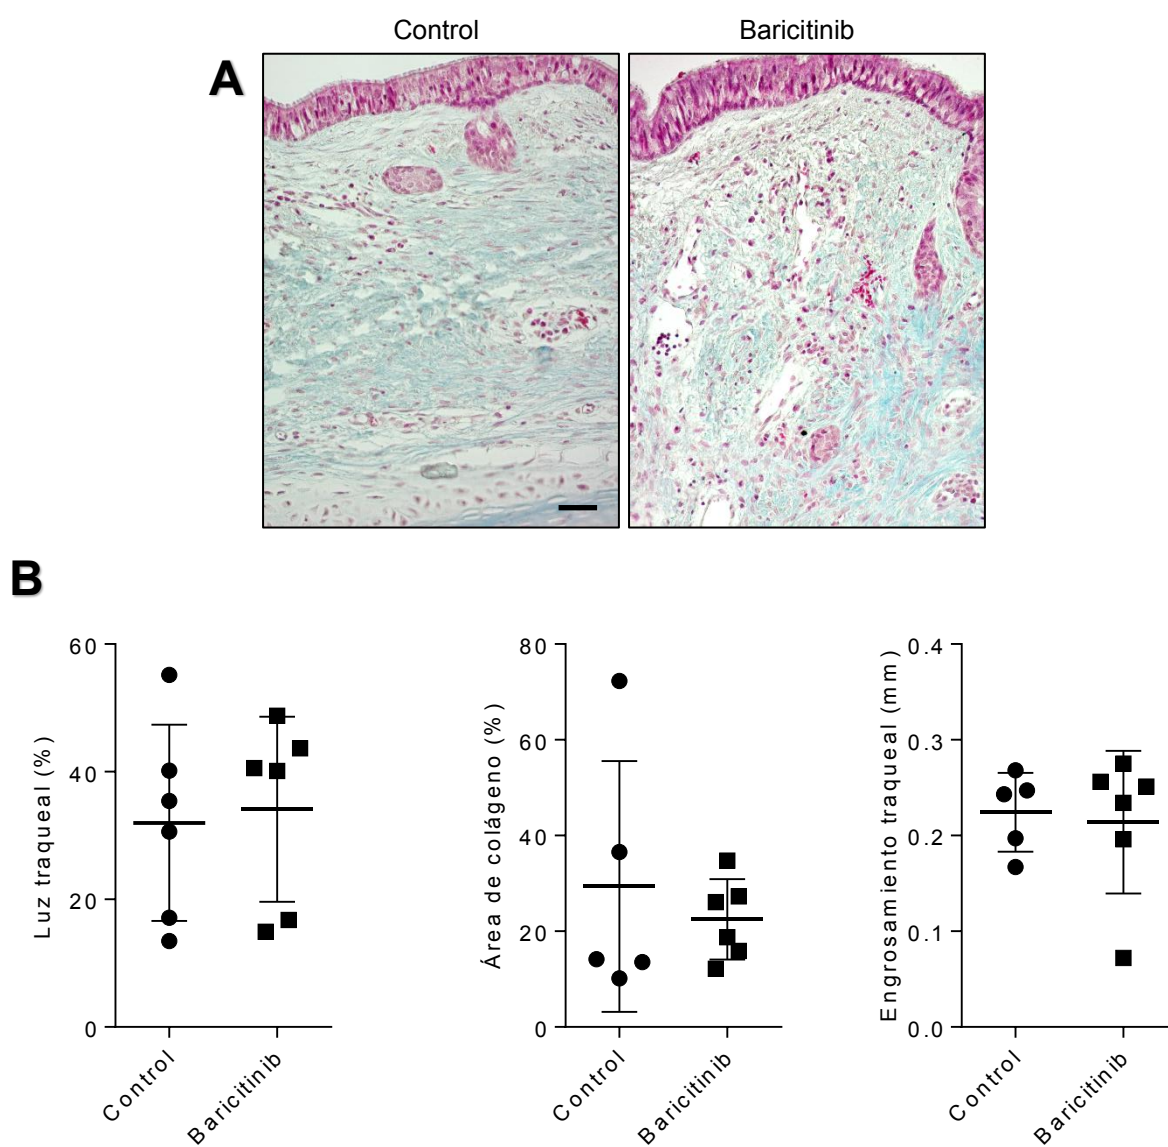 Control
Baricitinib
A
B
Luz traqueal (%)
60
40
20
0
Control
Baricitinib
Área de colágeno (%)
80
60
40
20
0
Control
Baricitinib
Engrosamiento traqueal (mm)
0.4
0.3
0.2
0.1
0.0
Control
Baricitinib